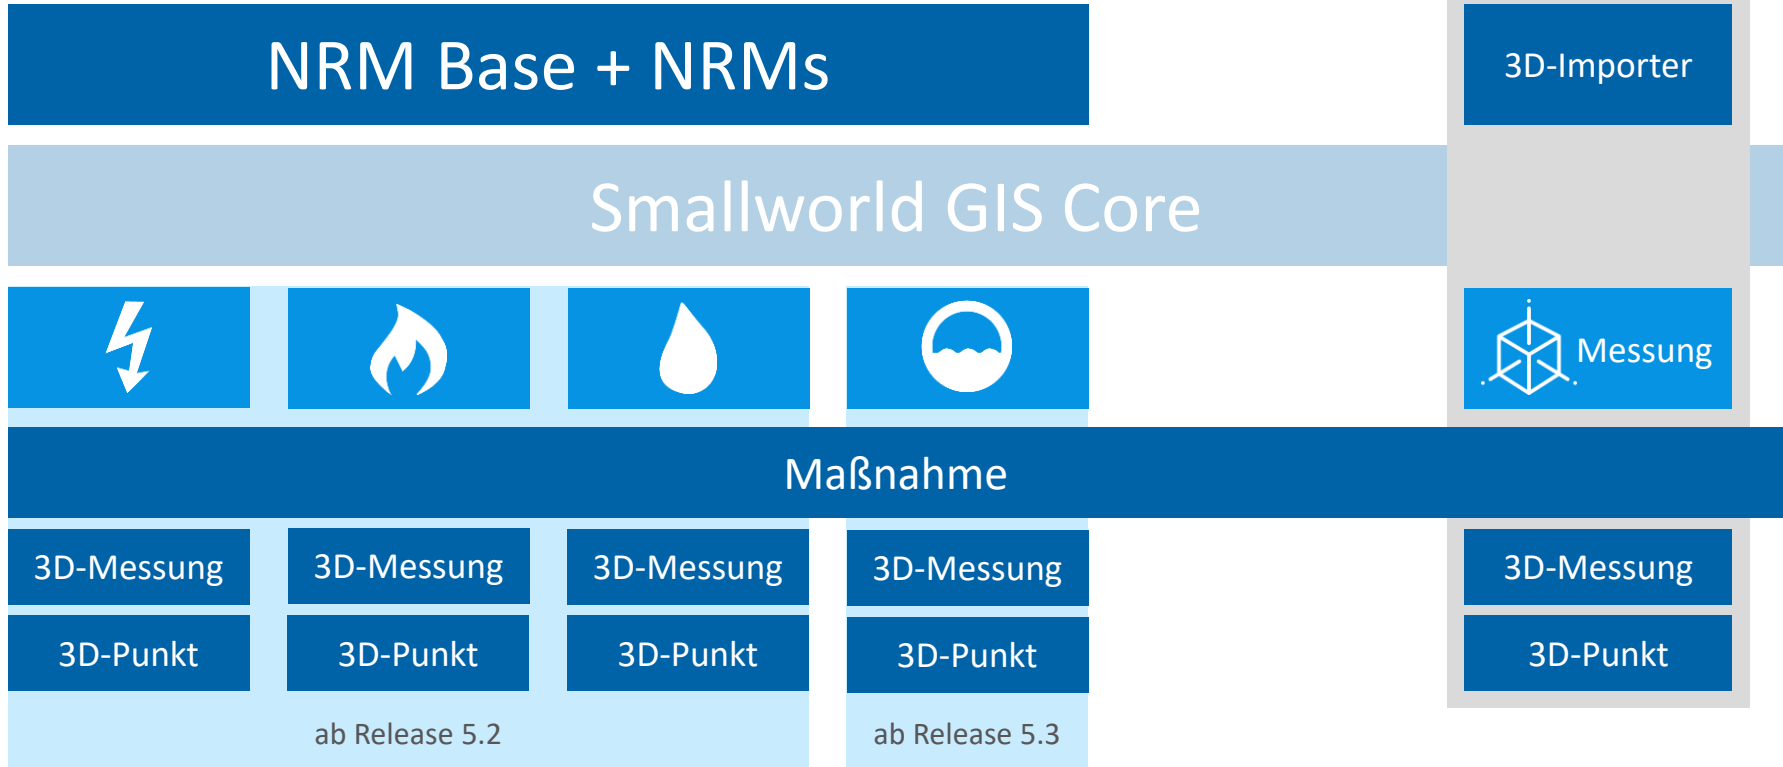 NRM Base + NRMs
3D-Importer
Smallworld GIS Core
Messung
Maßnahme
3D-Messung
3D-Messung
3D-Messung
3D-Messung
3D-Messung
3D-Punkt
3D-Punkt
3D-Punkt
3D-Punkt
3D-Punkt
ab Release 5.2
ab Release 5.3